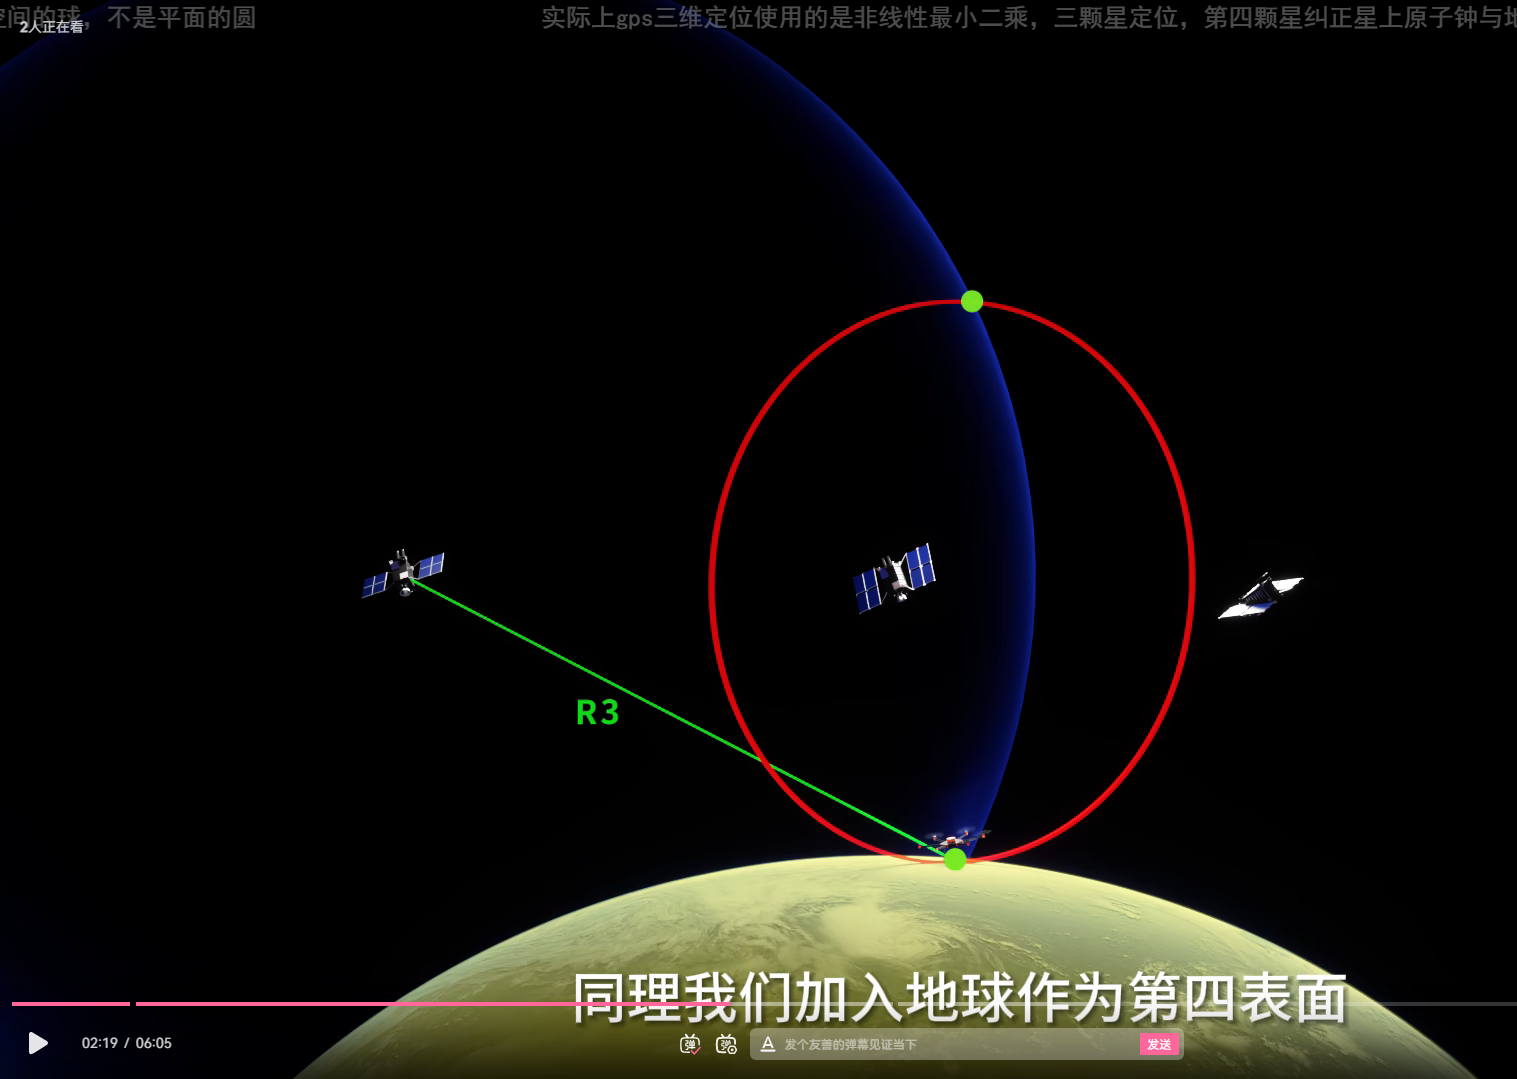 空间的球，不是平面的圆
实际上gps三维定位使用的是非线性最小二乘，三颗星定位，第四颗星纠正星上原子钟与地
2人正在看
R3
同理我们加入地球作为第四表面
02:19 / 06:05
弹
弹
A
发个友善的弹幕见证当下
发送